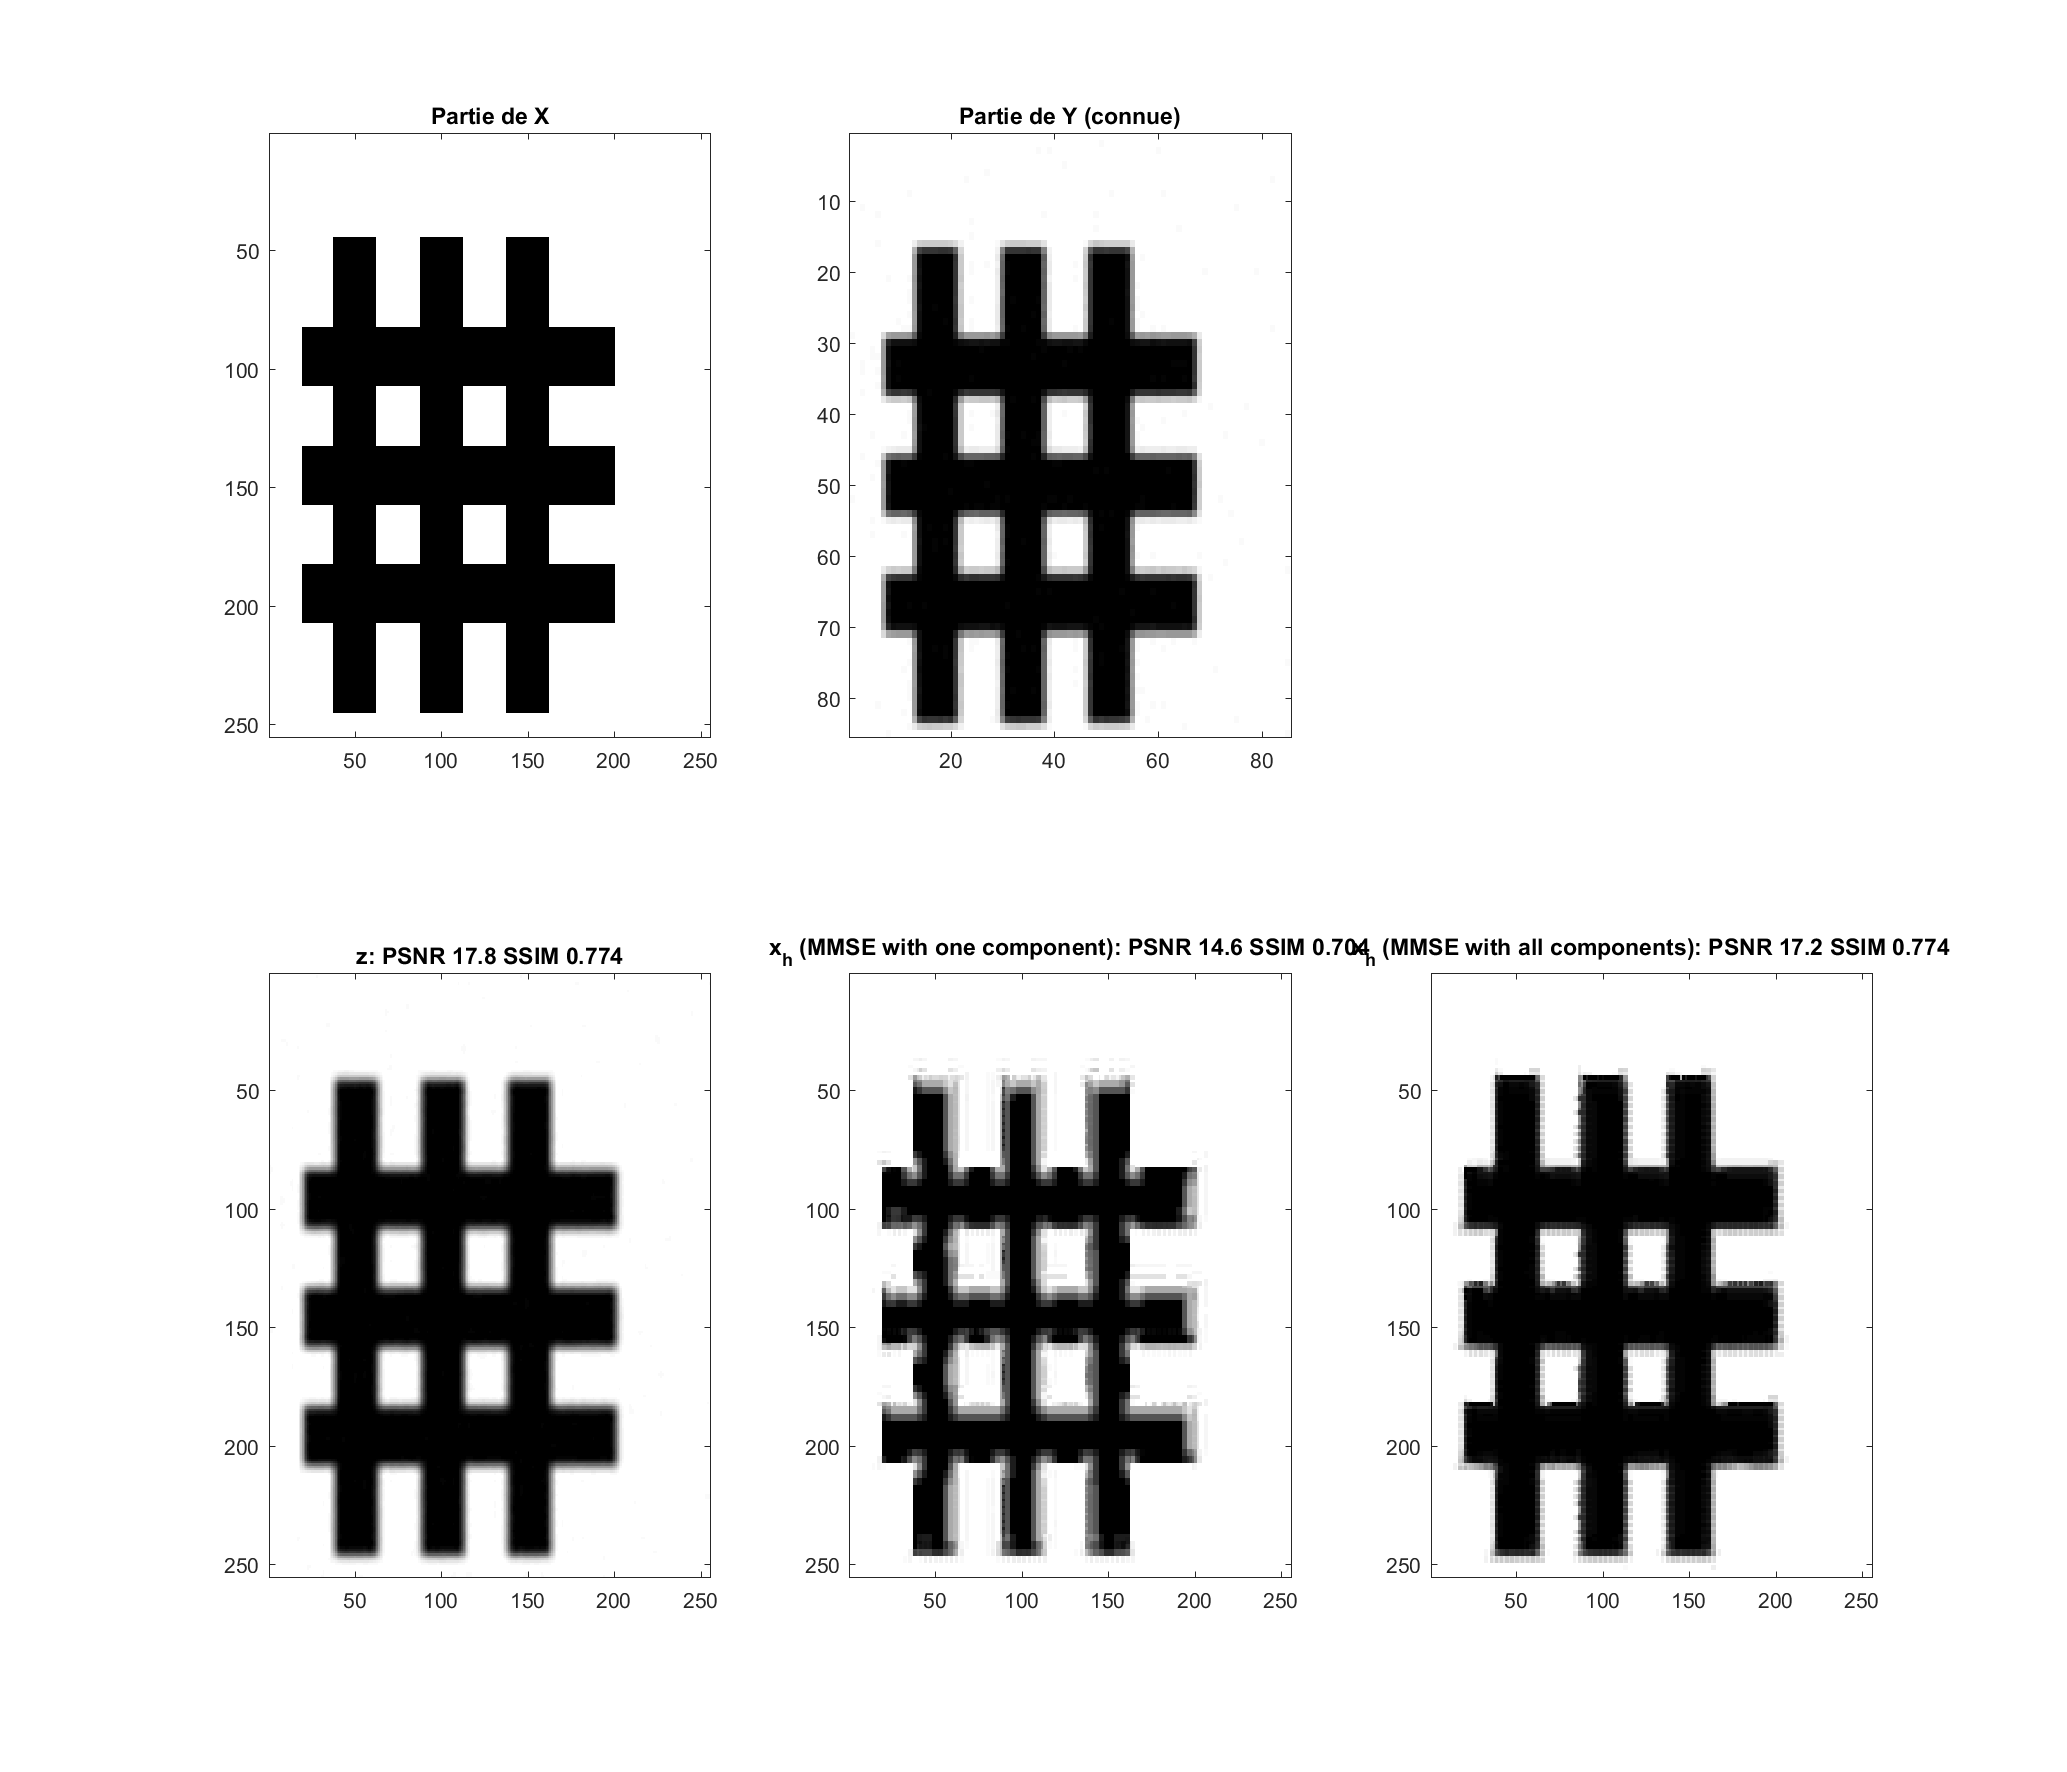 Partie de X
50
100
150
200
250
50 100 150 200 250
Partie de Y (connue)
10
20
30
40
50
60
70
80
20 40 60 80
z: PSNR 17.8 SSIM 0.774
50
100
150
200
250
50 100 150 200 250
x_h (MMSE with one component): PSNR 14.6 SSIM 0.704
50
100
150
200
250
50 100 150 200 250
x_h (MMSE with all components): PSNR 17.2 SSIM 0.774
50
100
150
200
250
50 100 150 200 250